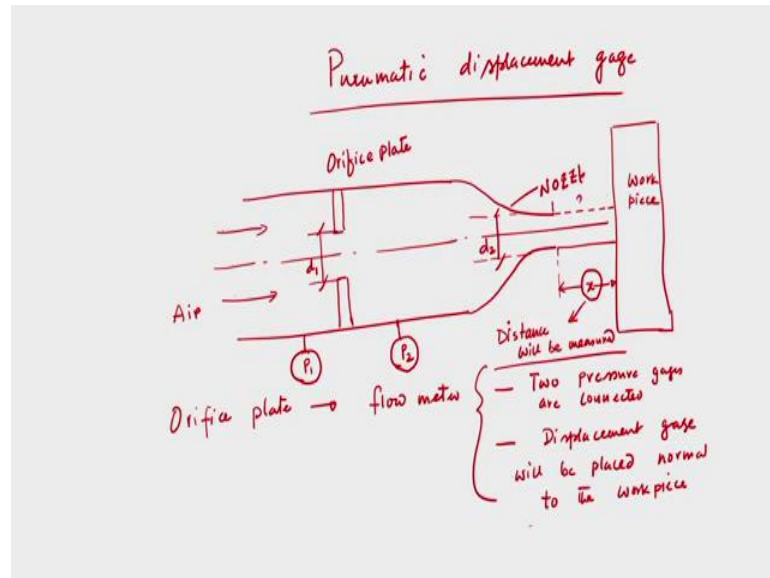 Pneumatic displacement gage
Orifice plate
Nozzle
Work
piece
d1
d2
Air
x
P1
P2
Distance
will be measured
Orifice plate → flow meter
— Two pressure gages
are connected
— Displacement gage
will be placed normal
to the workpiece